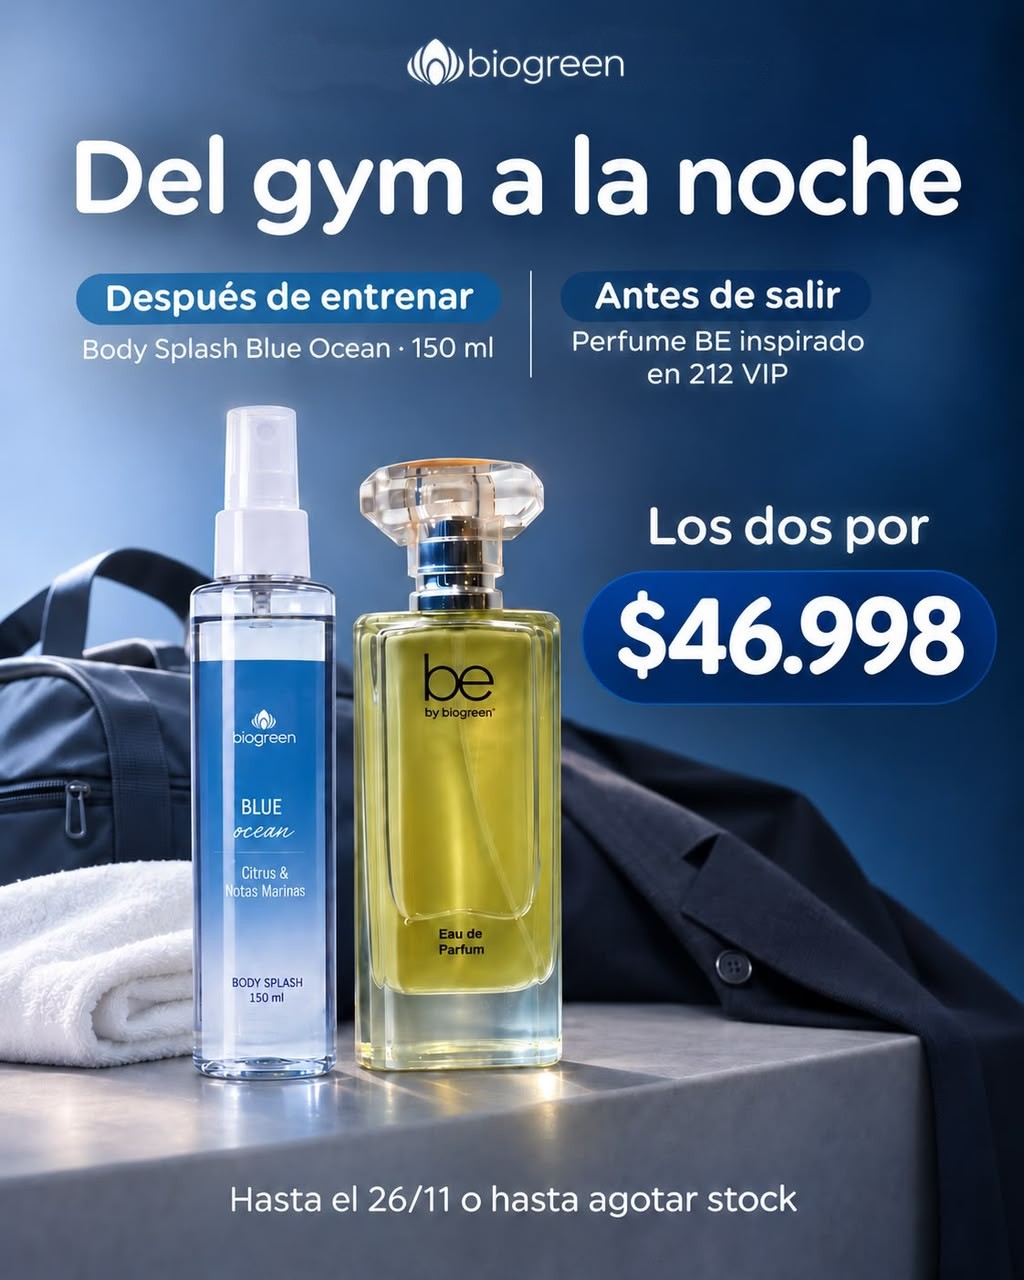 biogreen
Del gym a la noche
Después de entrenar
Body Splash Blue Ocean · 150 ml
Antes de salir
Perfume BE inspirado
en 212 VIP
Los dos por
$46.998
biogreen
BLUE
ocean
Citrus &
Notas Marinas
BODY SPLASH
150 ml
be
by biogreen®
Eau de
Parfum
Hasta el 26/11 o hasta agotar stock